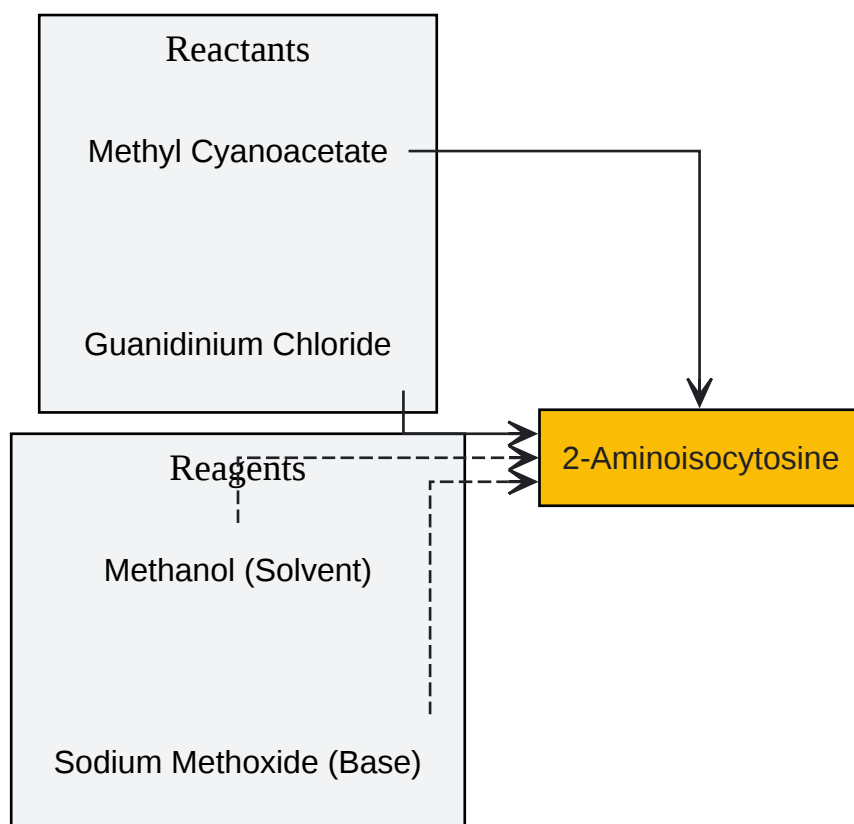 Reactants
Methyl Cyanoacetate
Guanidinium Chloride
Reagents
2-Aminoisocytosine
Methanol (Solvent)
Sodium Methoxide (Base)